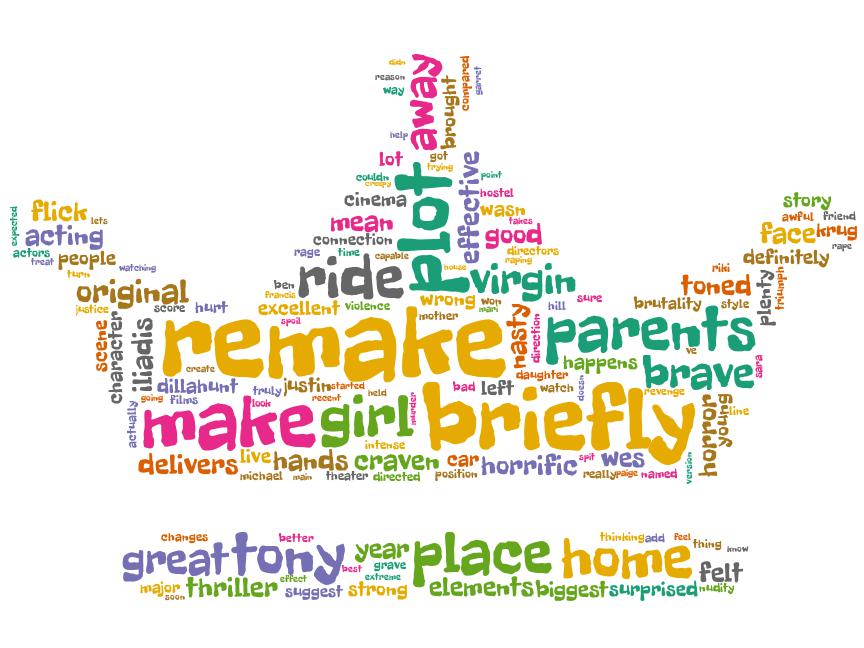 didn
reason
way
away
brought
compared
garret
help
lot
got
trying
couldn
creepy
plot
effective
point
hostel
cinema
wasn
takes
mean
good
connection
directors
raping
rage
time
capable
house
ride
virgin
ben
francis
excellent
violence
wrong
won
mari
mother
hill
sure
spoil
expected
flick
lets
acting
actors
treat
people
watching
turn
original
justice
score
hurt
story
awful
friend
face
krug
rape
definitely
riki
toned
plenty
triumph
brutality
style
scene
character
iliadis
remake
nasty
direction
parents
ve
happens
brave
sara
create
daughter
dillahunt
truly
justin
started
held
bad
left
watch
doesn
revenge
going
films
look
recent
murder
actually
make
girl
briefly
horror
young
line
intense
delivers
live
hands
craven
car
horrific
spit
wes
version
michael
main
theater
directed
position
really
paige
named
changes
better
thinking
add
feel
thing
know
great
tony
year
place
home
felt
best
grave
extreme
major
soon
thriller
effect
suggest
strong
elements
biggest
surprised
nudity